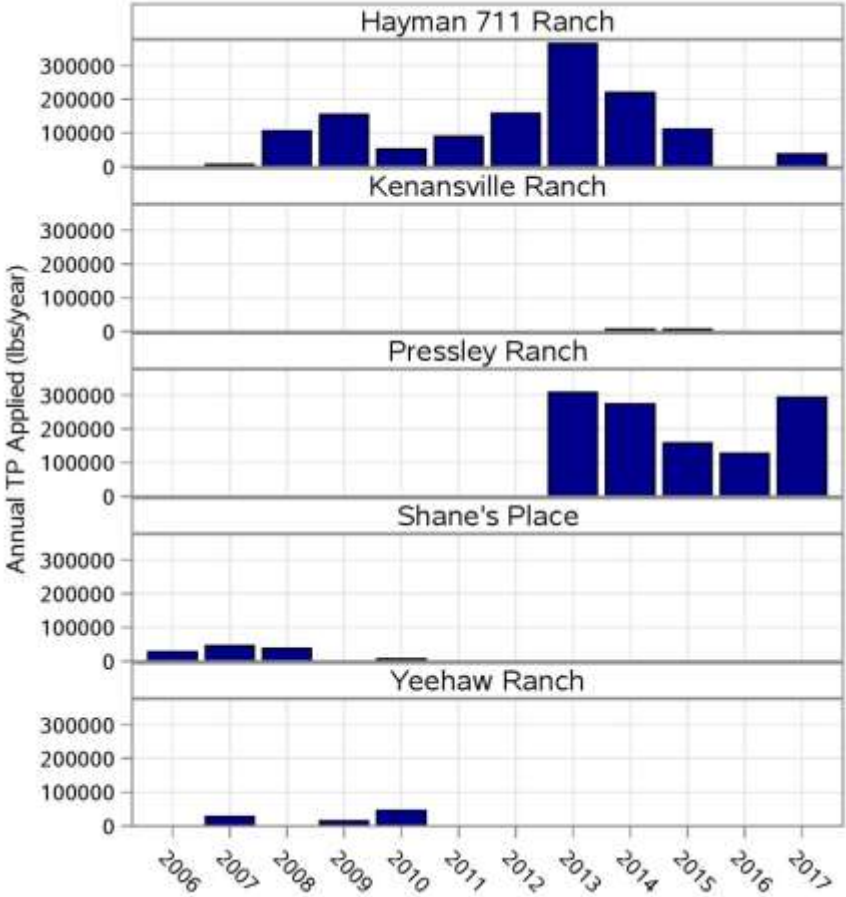 Hayman 711 Ranch
300000
200000
100000
0
Kenansville Ranch
300000
200000
100000
0
Pressley Ranch
300000
200000
100000
0
Shane's Place
300000
200000
100000
0
Yeehaw Ranch
300000
200000
100000
0
Annual TP Applied (lbs/year)
2006 2007 2008 2009 2010 2011 2012 2013 2014 2015 2016 2017